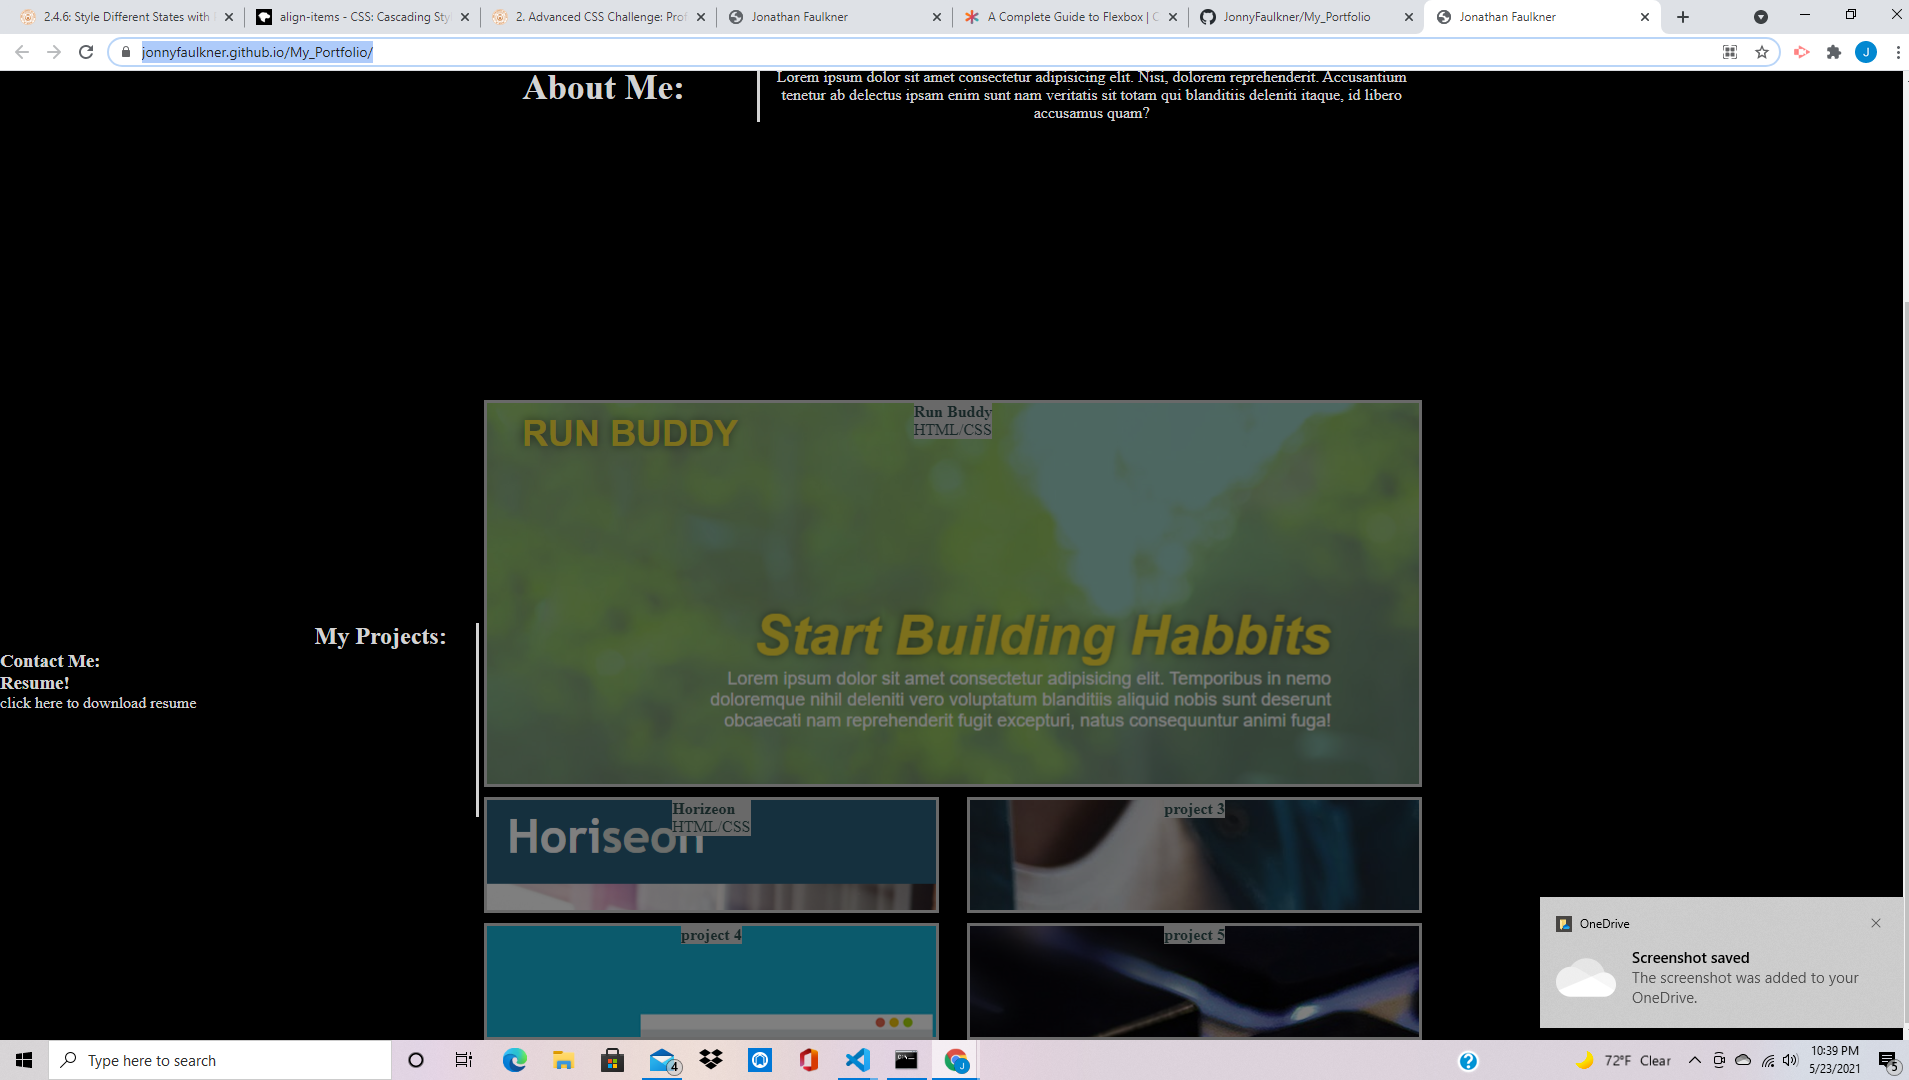 2.4.6: Style Different States with
align-items - CSS: Cascading Sty
2. Advanced CSS Challenge: Prof
Jonathan Faulkner
A Complete Guide to Flexbox | C
JonnyFaulkner/My_Portfolio
Jonathan Faulkner
jonnyfaulkner.github.io/My_Portfolio/
J
About Me:
Lorem ipsum dolor sit amet consectetur adipisicing elit. Nisi, dolorem reprehenderit. Accusantium
tenetur ab delectus ipsam enim sunt nam veritatis sit totam qui blanditiis deleniti itaque, id libero
accusamus quam?
RUN BUDDY
Run Buddy
HTML/CSS
Start Building Habbits
Lorem ipsum dolor sit amet consectetur adipisicing elit. Temporibus in nemo
doloremque nihil deleniti vero voluptatum blanditiis aliquid nobis sunt deserunt
obcaecati nam reprehenderit fugit excepturi, natus consequuntur animi fuga!
My Projects:
Contact Me:
Resume!
click here to download resume
Horizeon
HTML/CSS
Horiseon
project 3
project 4
project 5
OneDrive
Screenshot saved
The screenshot was added to your
OneDrive.
Type here to search
4
J
72°F Clear
10:39 PM
5/23/2021
5